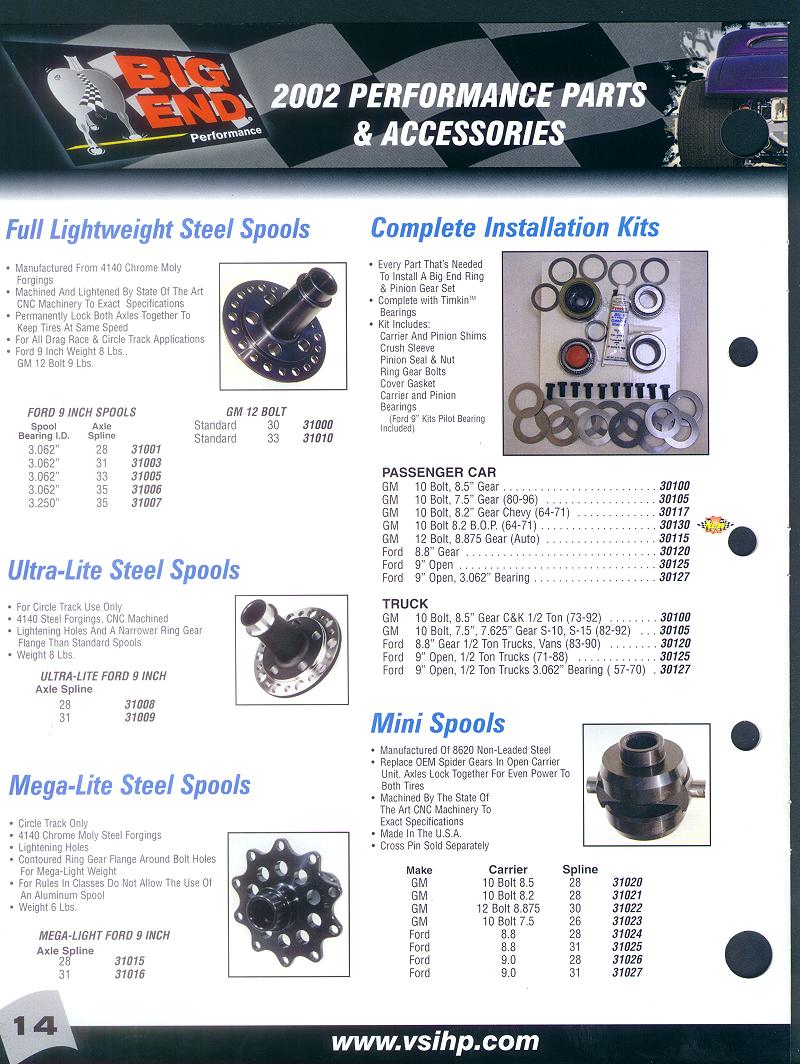 BIG
END
Performance
2002 PERFORMANCE PARTS
& ACCESSORIES
Full Lightweight Steel Spools
• Manufactured From 4140 Chrome Moly
Forgings
• Machined And Lightened By State Of The Art
CNC Machinery To Exact Specifications
• Permanently Lock Both Axles Together To
Keep Tires At Same Speed
• For All Drag Race & Circle Track Applications
• Ford 9 Inch Weight 8 Lbs.,
GM 12 Bolt 9 Lbs.
FORD 9 INCH SPOOLS
Spool Axle
Bearing I.D. Spline
3.062” 28 31001
3.062” 31 31003
3.062” 33 31005
3.062” 35 31006
3.250” 35 31007
GM 12 BOLT
Standard 30 31000
Standard 33 31010
Ultra-Lite Steel Spools
• For Circle Track Use Only
• 4140 Steel Forgings, CNC Machined
• Lightening Holes And A Narrower Ring Gear
Flange Than Standard Spools
• Weight 8 Lbs.
ULTRA-LITE FORD 9 INCH
Axle Spline
28 31008
31 31009
Mega-Lite Steel Spools
• Circle Track Only
• 4140 Chrome Moly Steel Forgings
• Lightening Holes
• Contoured Ring Gear Flange Around Bolt Holes
For Mega-Light Weight
• For Rules In Classes Do Not Allow The Use Of
An Aluminum Spool
• Weight 6 Lbs.
MEGA-LIGHT FORD 9 INCH
Axle Spline
28 31015
31 31016
Complete Installation Kits
• Every Part That’s Needed
To Install A Big End Ring
& Pinion Gear Set
• Complete with Timkin™
Bearings
• Kit Includes:
Carrier And Pinion Shims
Crush Sleeve
Pinion Seal & Nut
Ring Gear Bolts
Cover Gasket
Carrier and Pinion
Bearings
(Ford 9” Kits Pilot Bearing
Included)
PASSENGER CAR
GM 10 Bolt, 8.5” Gear . . . . . . . . . . . . . . . . . . . . . . . . . . 30100
GM 10 Bolt, 7.5” Gear (80-96) . . . . . . . . . . . . . . . . . . . 30105
GM 10 Bolt, 8.2” Gear Chevy (64-71) . . . . . . . . . . . . . 30117
GM 10 Bolt 8.2 B.O.P. (64-71) . . . . . . . . . . . . . . . . . . . . 30130
NEW
GM 12 Bolt, 8.875 Gear (Auto) . . . . . . . . . . . . . . . . . . . . 30115
Ford 8.8” Gear . . . . . . . . . . . . . . . . . . . . . . . . . . . . . . . . 30120
Ford 9” Open . . . . . . . . . . . . . . . . . . . . . . . . . . . . . . . . . 30125
Ford 9” Open, 3.062” Bearing . . . . . . . . . . . . . . . . . . . . . 30127
TRUCK
GM 10 Bolt, 8.5” Gear C&K 1/2 Ton (73-92) . . . . . . . . 30100
GM 10 Bolt, 7.5”, 7.625” Gear S-10, S-15 (82-92) . . . 30105
Ford 8.8” Gear 1/2 Ton Trucks, Vans (83-90) . . . . . . . . 30120
Ford 9” Open, 1/2 Ton Trucks (71-88) . . . . . . . . . . . . . 30125
Ford 9” Open, 1/2 Ton Trucks 3.062” Bearing ( 57-70) . 30127
Mini Spools
• Manufactured Of 8620 Non-Leaded Steel
• Replace OEM Spider Gears In Open Carrier
Unit. Axles Lock Together For Even Power To
Both Tires
• Machined By The State Of
The Art CNC Machinery To
Exact Specifications
• Made In The U.S.A.
• Cross Pin Sold Separately
Make Carrier Spline
GM 10 Bolt 8.5 28 31020
GM 10 Bolt 8.2 28 31021
GM 12 Bolt 8.875 30 31022
GM 10 Bolt 7.5 26 31023
Ford 8.8 28 31024
Ford 8.8 31 31025
Ford 9.0 28 31026
Ford 9.0 31 31027
14
www.vsihp.com